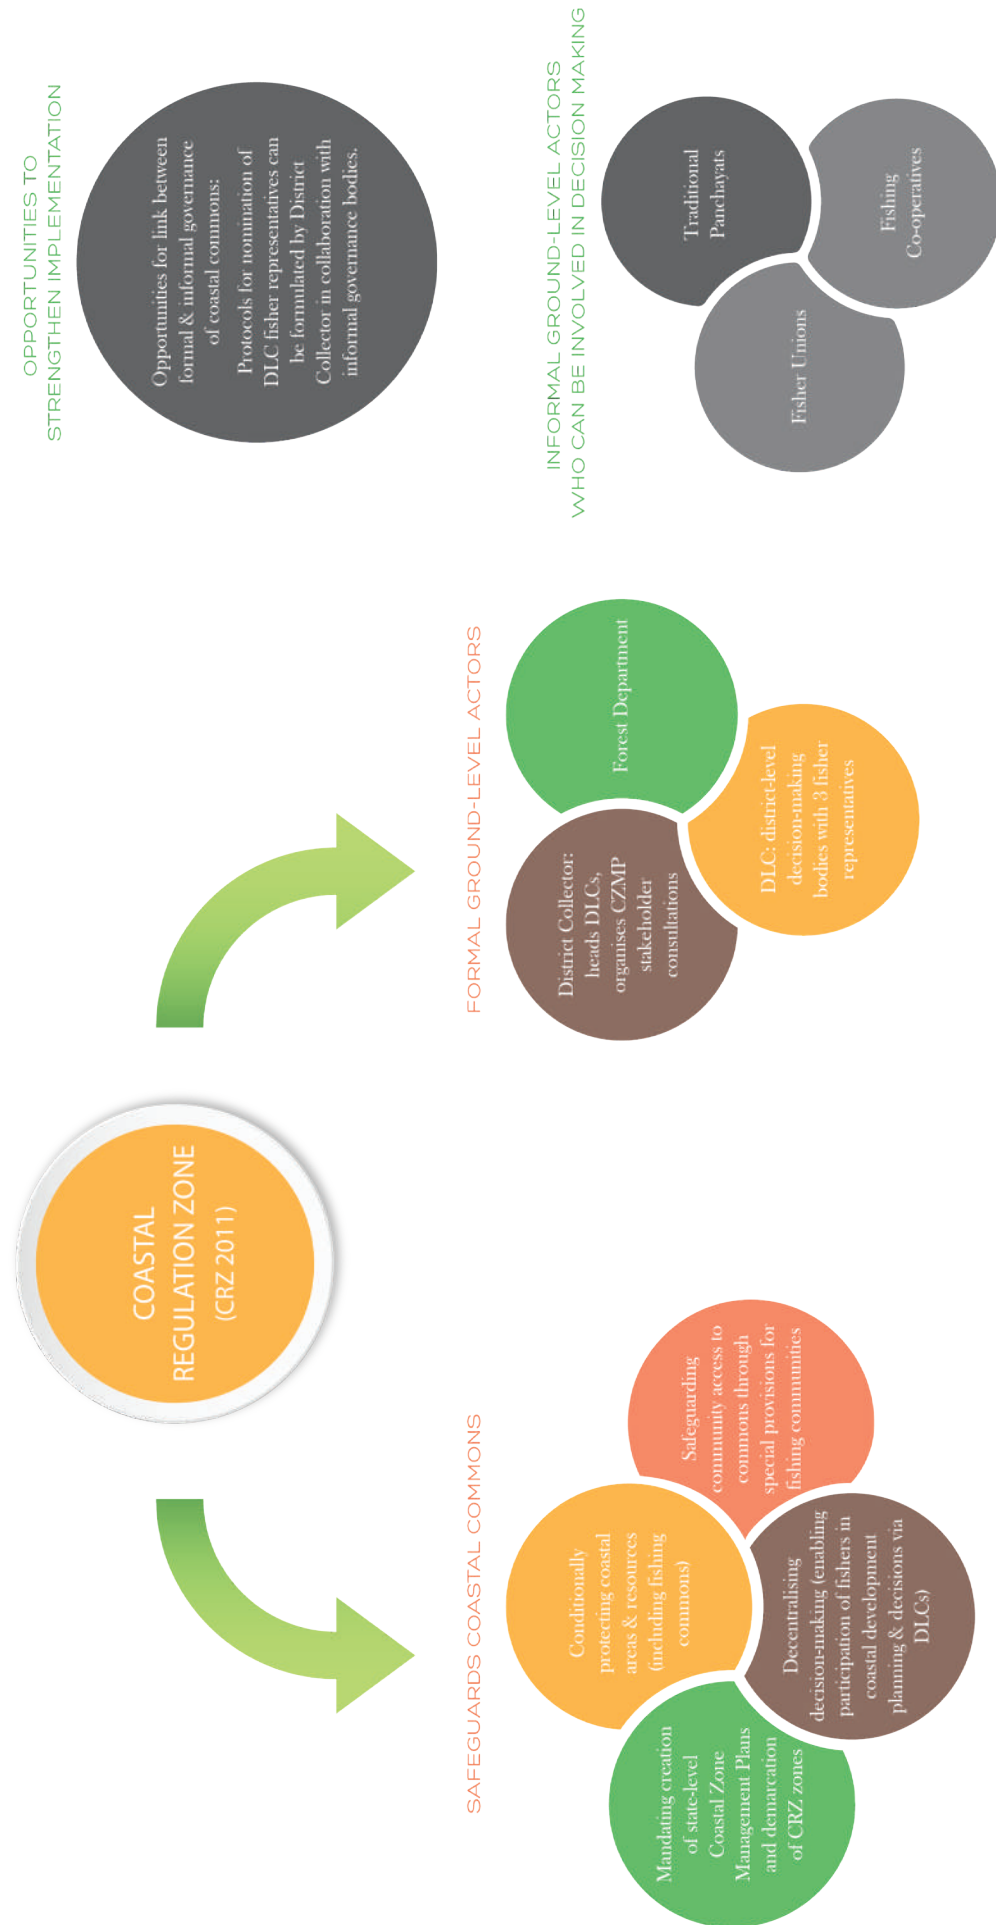 COASTAL
REGULATION ZONE
(CRZ 2011)
SAFEGUARDS COASTAL COMMONS
Mandating creation
of state-level
Coastal Zone
Management Plans
and demarcation
of CRZ zones
Conditionally
protecting coastal
areas & resources
(including fishing
commons)
Decentralising
decision-making (enabling
participation of fishers in
coastal development
planning & decisions via
DLCs)
Safeguarding
community access to
commons through
special provisions for
fishing communities
FORMAL GROUND-LEVEL ACTORS
District Collector:
heads DLCs,
organises CZMP
stakeholder
consultations
Forest Department
DLC: district-level
decision-making
bodies with 3 fisher
representatives
OPPORTUNITIES TO
STRENGTHEN IMPLEMENTATION
Opportunities for link between
formal & informal governance
of coastal commons:
Protocols for nomination of
DLC fisher representatives can
be formulated by District
Collector in collaboration with
informal governance bodies.
INFORMAL GROUND-LEVEL ACTORS
WHO CAN BE INVOLVED IN DECISION MAKING
Fisher Unions
Traditional
Panchayats
Fishing
Co-operatives